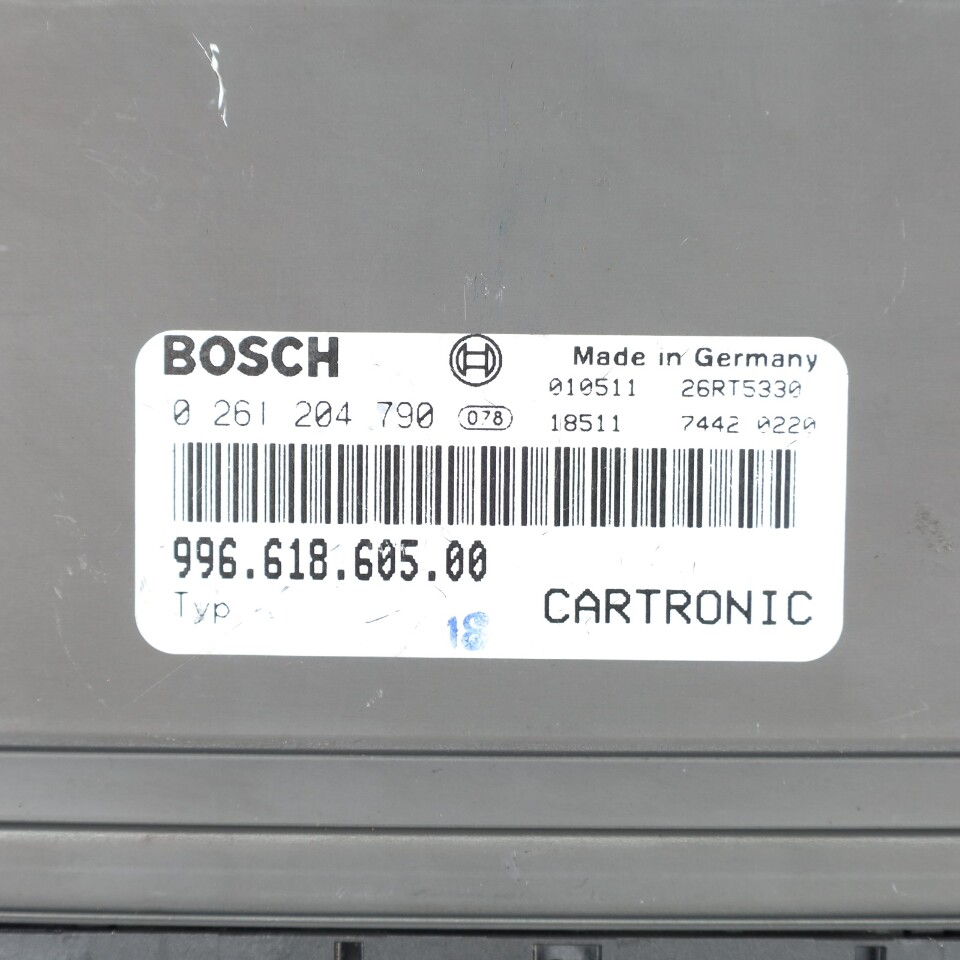 BOSCH
Made in Germany
010511 26RT5330
0 261 204 790 078
18511 7442 0220
996.618.605.00
Typ
CARTRONIC
18